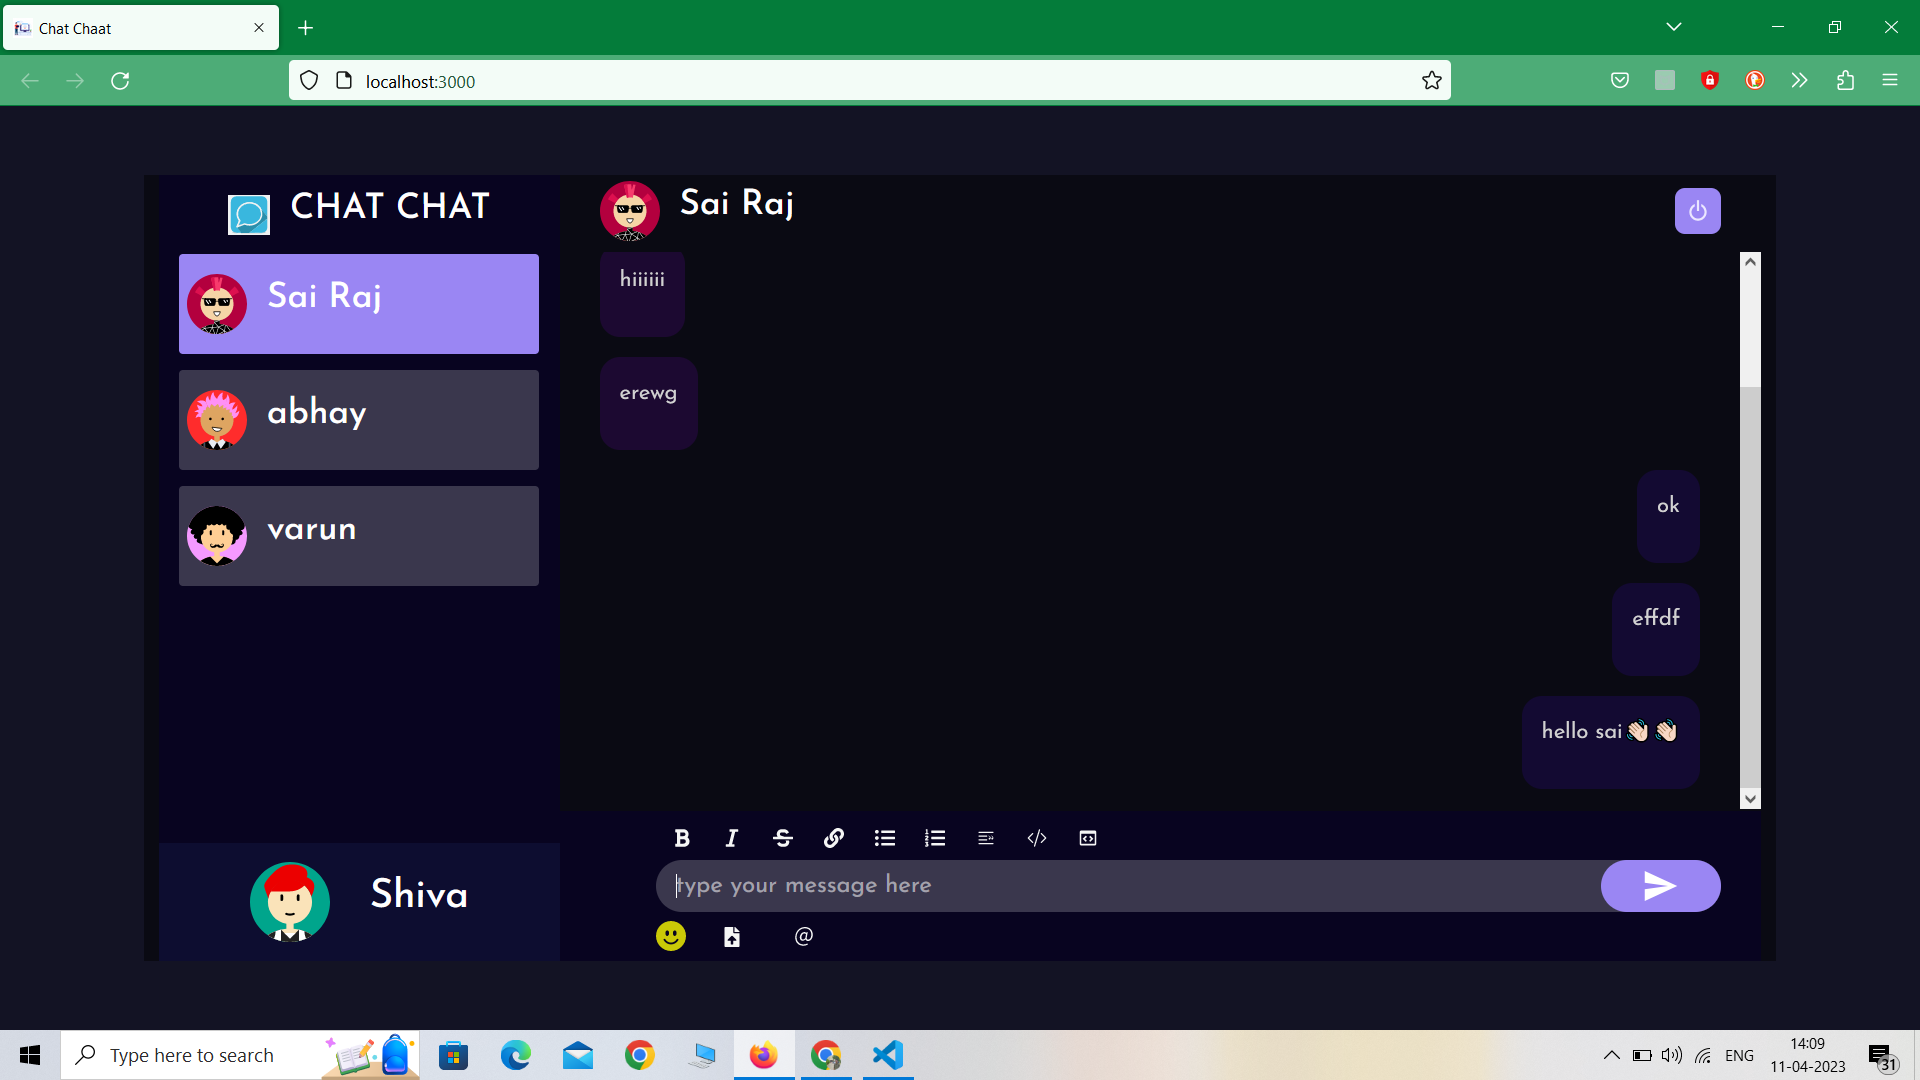 Chat Chaat
localhost:3000
CHAT CHAT
Sai Raj
abhay
varun
Shiva
Sai Raj
hiiiiii
erewg
ok
effdf
hello sai👋🏻👋🏻
type your message here
@
Type here to search
ENG
14:09
11-04-2023
31